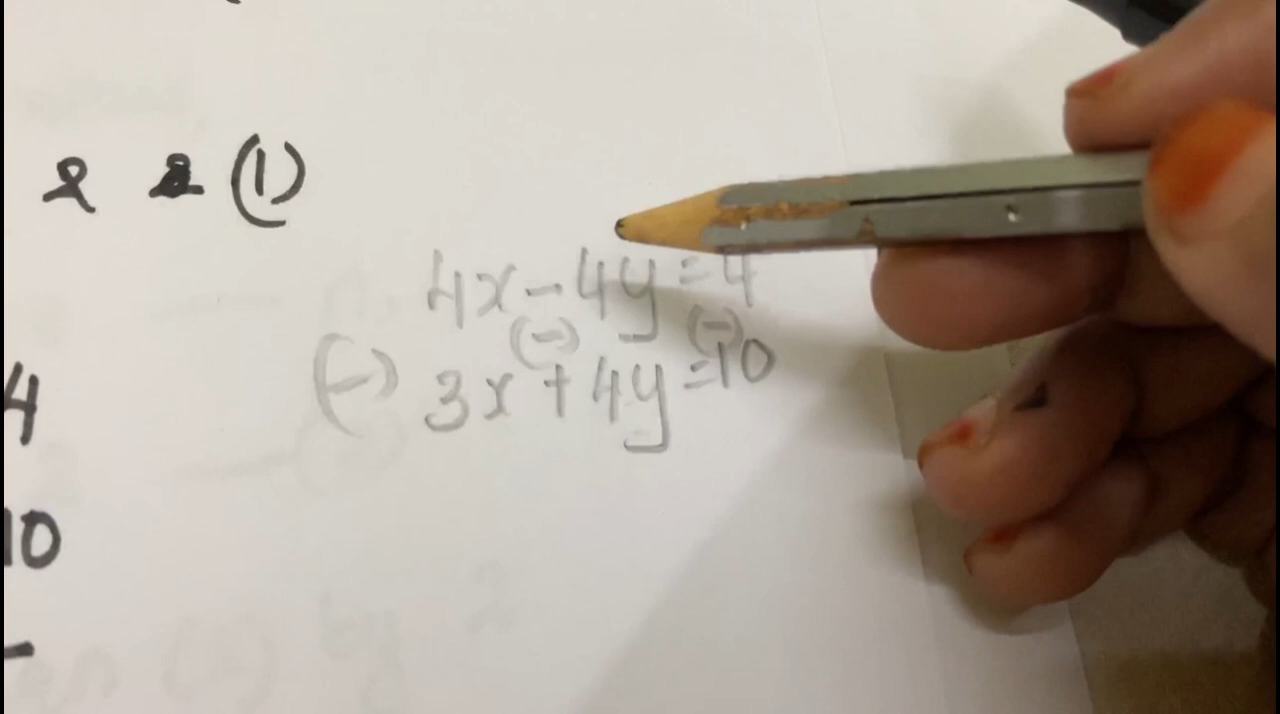 2 2 (1)
4x - 4y = 4
(-) (-)
(-) 3x + 4y = 10
4
10